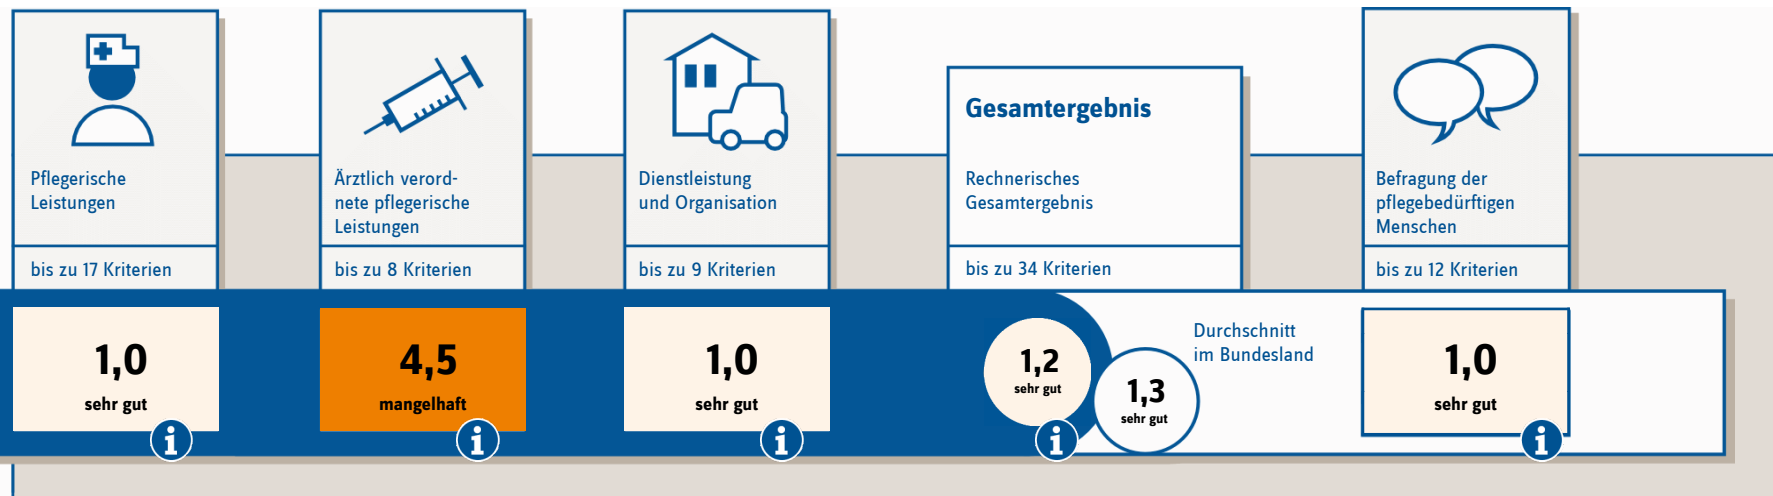 Pflegerische
Leistungen
bis zu 17 Kriterien
1,0
sehr gut
i
Ärztlich verord-
nete pflegerische
Leistungen
bis zu 8 Kriterien
4,5
mangelhaft
i
Dienstleistung
und Organisation
bis zu 9 Kriterien
1,0
sehr gut
i
Gesamtergebnis
Rechnerisches
Gesamtergebnis
bis zu 34 Kriterien
1,2
sehr gut
i
1,3
sehr gut
Durchschnitt
im Bundesland
Befragung der
pflegebedürftigen
Menschen
bis zu 12 Kriterien
1,0
sehr gut
i